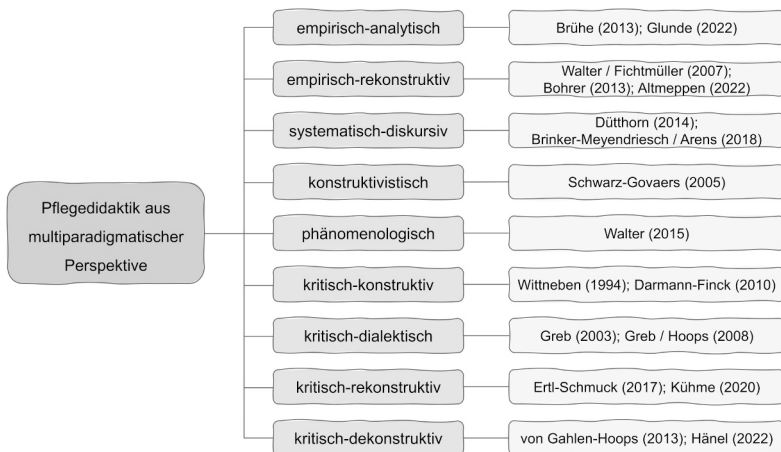 Pflegedidaktik aus
multiparadigmatischer
Perspektive
empirisch-analytisch
Brühe (2013); Glunde (2022)
empirisch-rekonstruktiv
Walter / Fichtmüller (2007);
Bohrer (2013); Altmeppen (2022)
systematisch-diskursiv
Dütthorn (2014);
Brinker-Meyendriesch / Arens (2018)
konstruktivistisch
Schwarz-Govaers (2005)
phänomenologisch
Walter (2015)
kritisch-konstruktiv
Wittneben (1994); Darmann-Finck (2010)
kritisch-dialektisch
Greb (2003); Greb / Hoops (2008)
kritisch-rekonstruktiv
Ertl-Schmuck (2017); Kühme (2020)
kritisch-dekonstruktiv
von Gahlen-Hoops (2013); Hänel (2022)